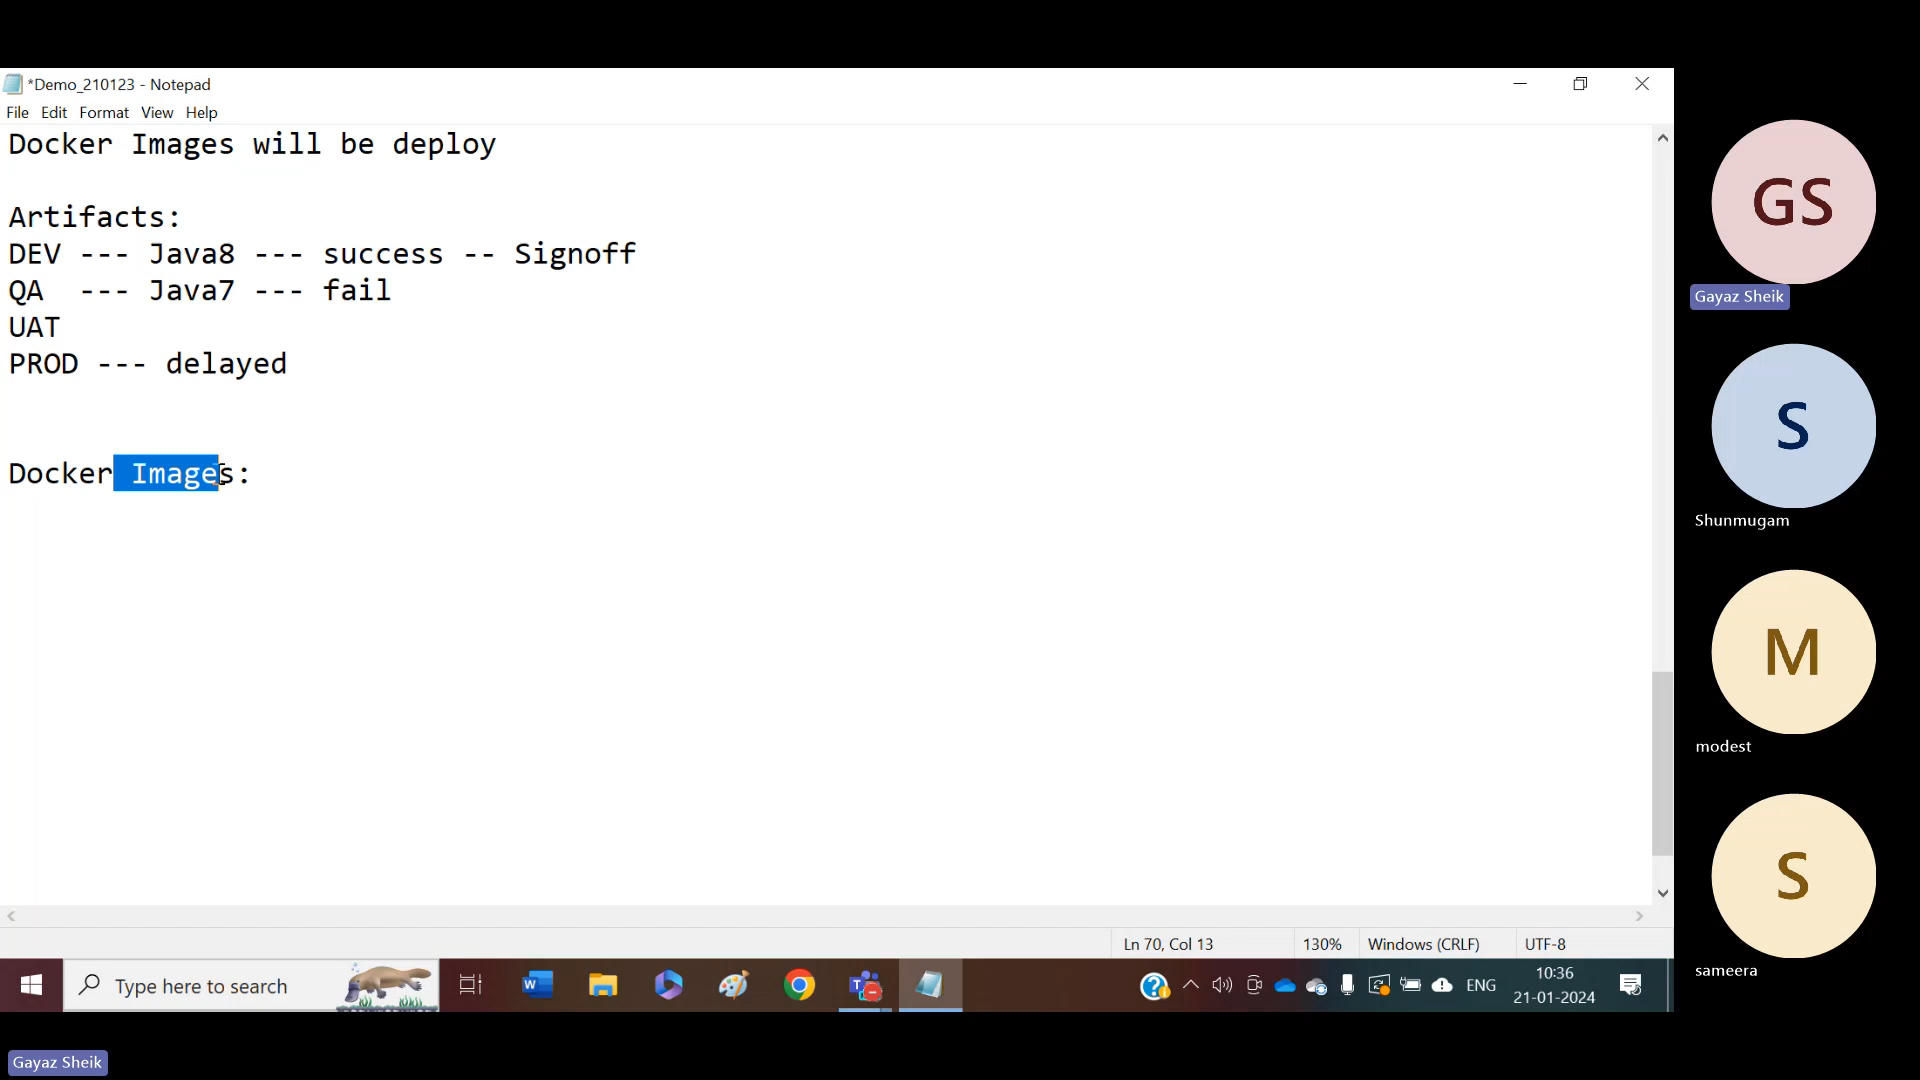 *Demo_210123 - Notepad
File Edit Format View Help
Docker Images will be deploy
Artifacts:
DEV --- Java8 --- success -- Signoff
QA --- Java7 --- fail
UAT
PROD --- delayed
Docker Images:
Ln 70, Col 13 130% Windows (CRLF) UTF-8
Type here to search
ENG
10:36
21-01-2024
GS
Gayaz Sheik
S
Shunmugam
M
modest
S
sameera
Gayaz Sheik